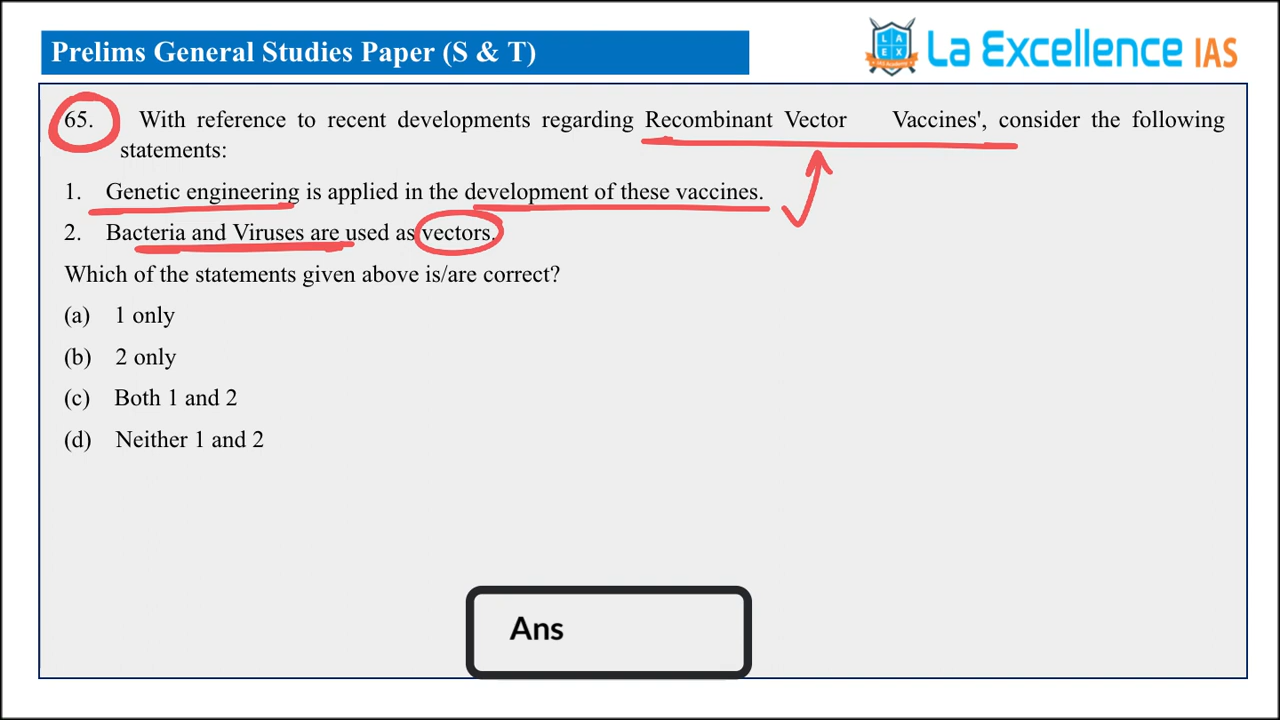 Prelims General Studies Paper (S & T)
LA
EX
La Excellence IAS
65. With reference to recent developments regarding Recombinant Vector Vaccines', consider the following
statements:
1. Genetic engineering is applied in the development of these vaccines.
2. Bacteria and Viruses are used as vectors.
Which of the statements given above is/are correct?
(a) 1 only
(b) 2 only
(c) Both 1 and 2
(d) Neither 1 and 2
Ans